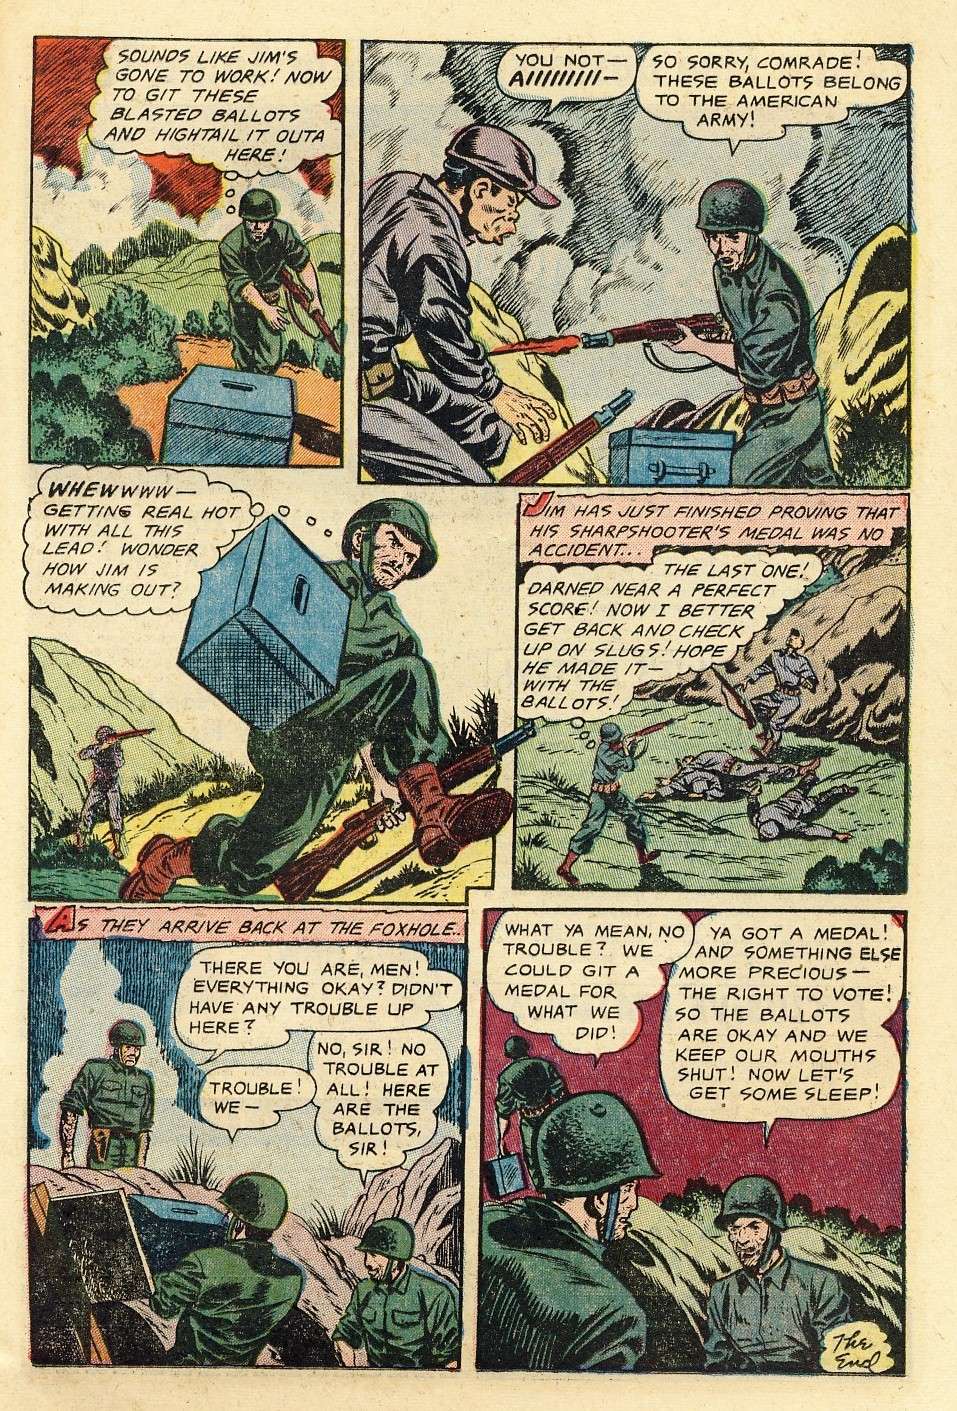 SOUNDS LIKE JIM'S
GONE TO WORK! NOW
TO GIT THESE
BLASTED BALLOTS
AND HIGHTAIL IT OUTA
HERE!
YOU NOT—
AIIIIIIIII—
SO SORRY, COMRADE!
THESE BALLOTS BELONG
TO THE AMERICAN
ARMY!
WHEWWWW—
GETTING REAL HOT
WITH ALL THIS
LEAD! WONDER
HOW JIM IS
MAKING OUT?
JIM HAS JUST FINISHED PROVING THAT
HIS SHARPSHOOTER'S MEDAL WAS NO
ACCIDENT...
THE LAST ONE!
DARNED NEAR A PERFECT
SCORE! NOW I BETTER
GET BACK AND CHECK
UP ON SLUGS! HOPE
HE MADE IT—
WITH THE
BALLOTS!
AS THEY ARRIVE BACK AT THE FOXHOLE..
THERE YOU ARE, MEN!
EVERYTHING OKAY? DIDN'T
HAVE ANY TROUBLE UP
HERE?
TROUBLE!
WE—
NO, SIR! NO
TROUBLE AT
ALL! HERE
ARE THE
BALLOTS,
SIR!
WHAT YA MEAN, NO
TROUBLE? WE
COULD GIT A
MEDAL FOR
WHAT WE
DID!
YA GOT A MEDAL!
AND SOMETHING ELSE
MORE PRECIOUS—
THE RIGHT TO VOTE!
SO THE BALLOTS
ARE OKAY AND WE
KEEP OUR MOUTHS
SHUT! NOW LET'S
GET SOME SLEEP!
The
End